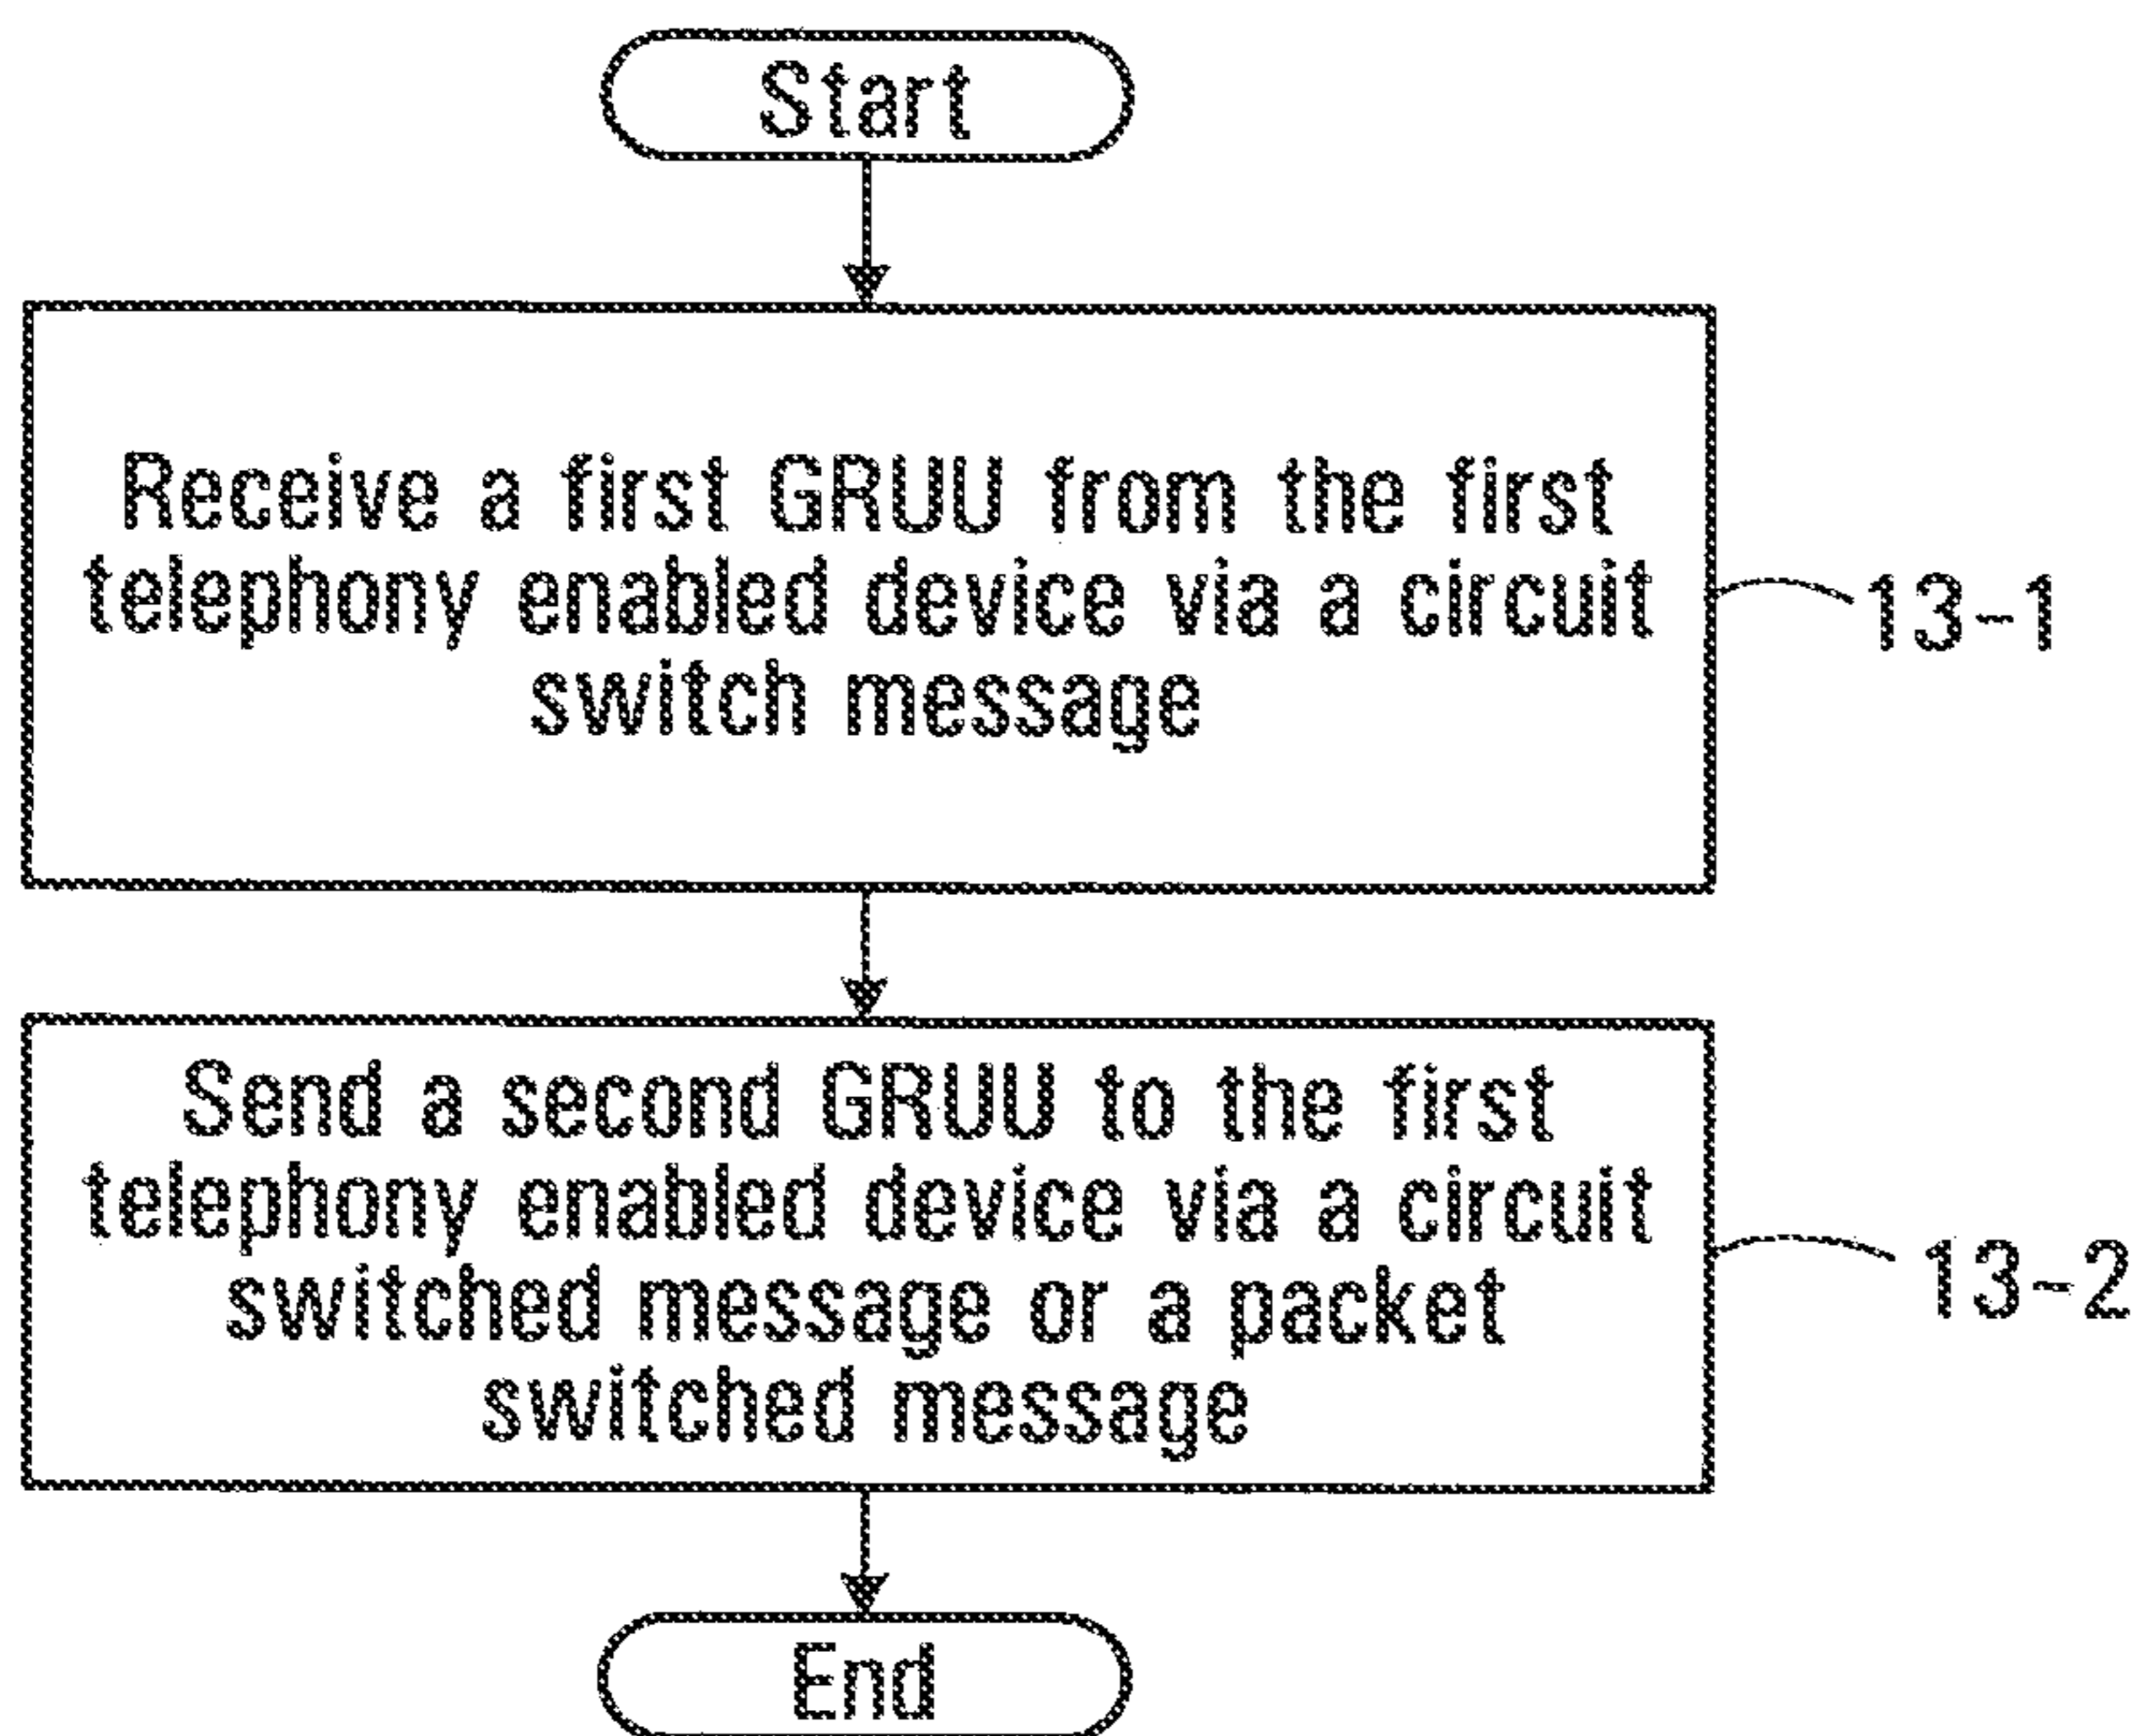 Start
Receive a first GRUU from the first
telephony enabled device via a circuit
switch message
13-1
Send a second GRUU to the first
telephony enabled device via a circuit
switched message or a packet
switched message
13-2
End